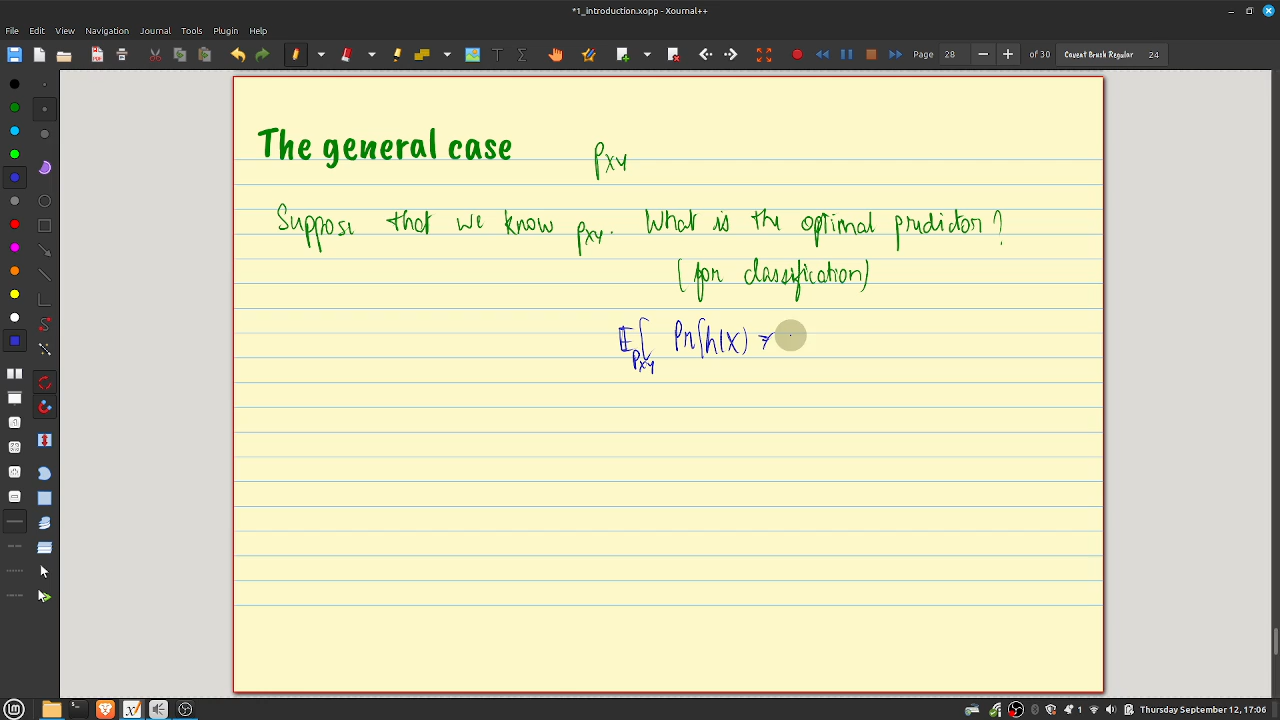 *1_introduction.xopp - Xournal++
File Edit View Navigation Journal Tools Plugin Help
Page 28 of 30 Caveat Brush Regular 24
The general case
PXY
Suppose that we know PXY. What is the optimal predictor?
(for classification)
𝔼[ Pr[h(X) ≠
PXY
1 Thursday September 12, 17:06